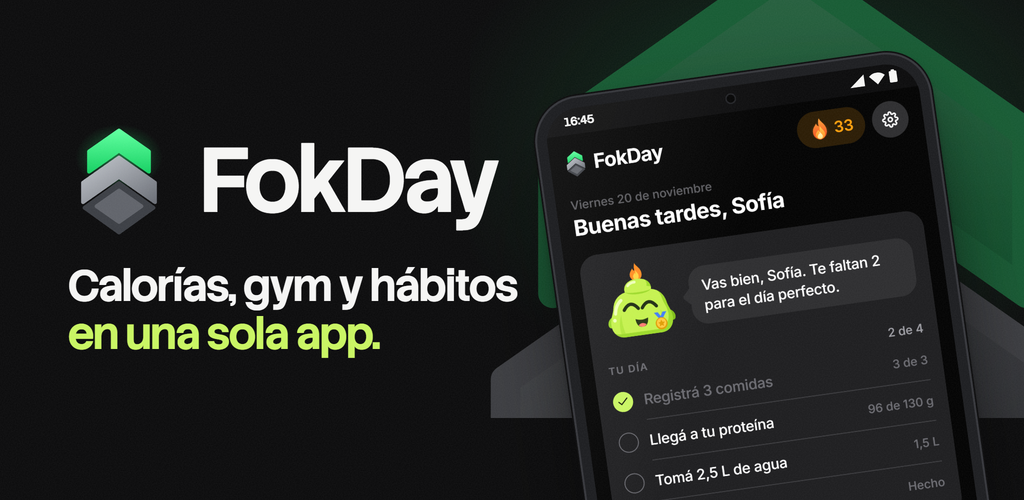 FokDay
Calorías, gym y hábitos
en una sola app.
16:45
33
FokDay
Viernes 20 de noviembre
Buenas tardes, Sofía
Vas bien, Sofía. Te faltan 2
para el día perfecto.
2 de 4
TU DÍA
Registrá 3 comidas
3 de 3
Llegá a tu proteína
96 de 130 g
Tomá 2,5 L de agua
1,5 L
Hecho